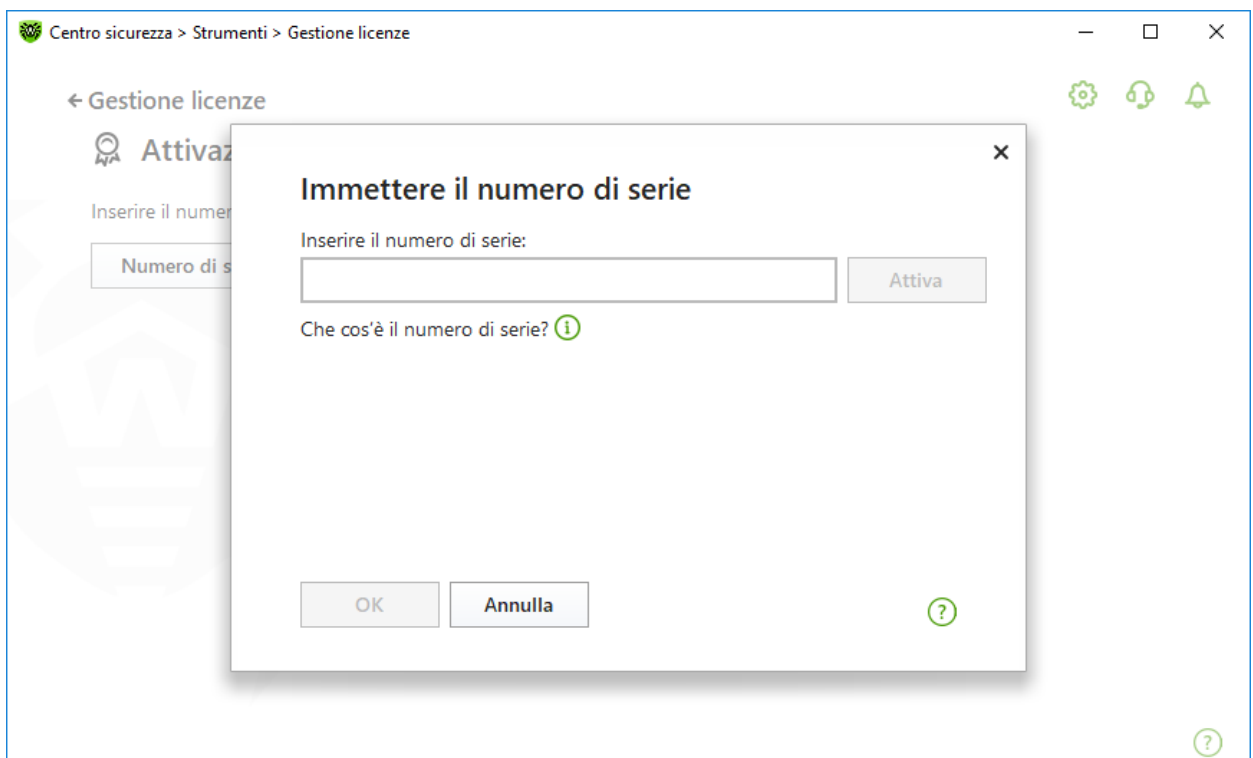 Centro sicurezza > Strumenti > Gestione licenze
Gestione licenze
Attivaz
Inserire il numer
Numero di s
Immettere il numero di serie
Inserire il numero di serie:
Attiva
Che cos'è il numero di serie?
OK
Annulla